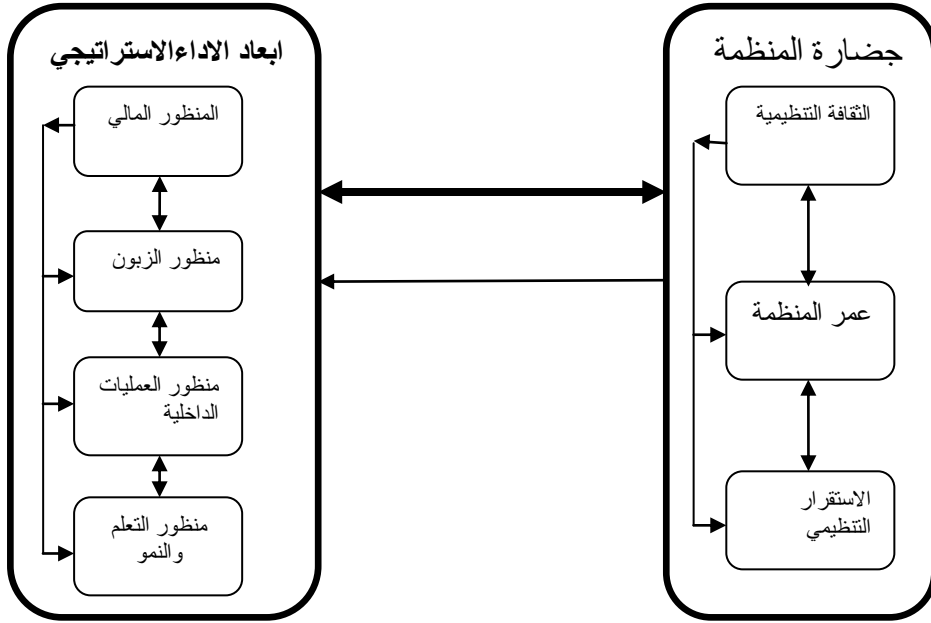 جضارة المنظمة
الثقافة التنظيمية
عمر المنظمة
الاستقرار
التنظيمي
ابعاد الاداءالاستراتيجي
المنظور المالي
منظور الزبون
منظور العمليات
الداخلية
منظور التعلم
والنمو